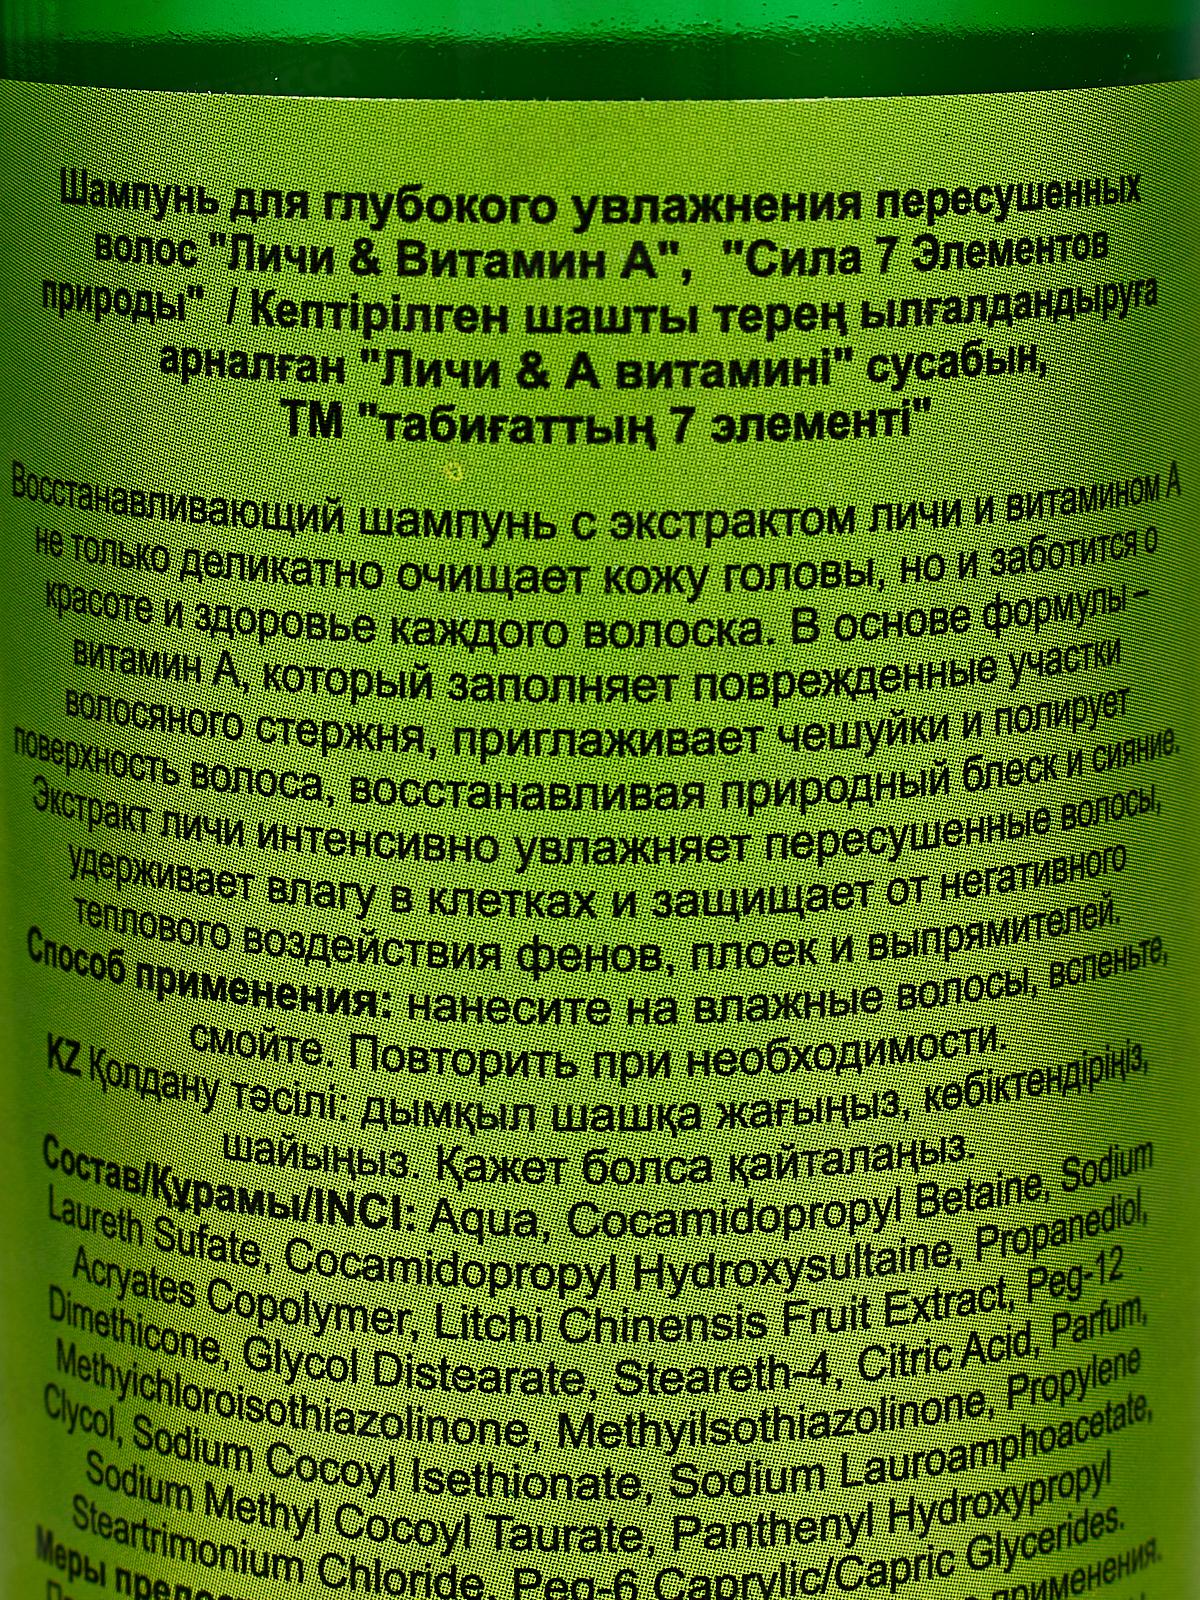 Шампунь для глубокого увлажнения пересушенных
волос "Личи & Витамин А", "Сила 7 Элементов
природы" / Кептірілген шашты терең ылғалдандыруға
арналған "Личи & А витамині" сусабын,
ТМ "табиғаттың 7 элементі"
Восстанавливающий шампунь с экстрактом личи и витамином А
не только деликатно очищает кожу головы, но и заботится о
красоте и здоровье каждого волоска. В основе формулы –
витамин А, который заполняет поврежденные участки
волосяного стержня, приглаживает чешуйки и полирует
поверхность волоса, восстанавливая природный блеск и сияние.
Экстракт личи интенсивно увлажняет пересушенные волосы,
удерживает влагу в клетках и защищает от негативного
теплового воздействия фенов, плоек и выпрямителей.
Способ применения: нанесите на влажные волосы, вспеньте,
смойте. Повторить при необходимости.
KZ Қолдану тәсілі: дымқыл шашқа жағыңыз, көбіктендіріңіз,
шайыңыз. Қажет болса қайталаңыз.
Состав/Құрамы/INCI: Aqua, Cocamidopropyl Betaine, Sodium
Laureth Sufate, Cocamidopropyl Hydroxysultaine, Propanediol,
Acryates Copolymer, Litchi Chinensis Fruit Extract, Peg-12
Dimethicone, Glycol Distearate, Steareth-4, Citric Acid, Parfum,
Methyichloroisothiazolinone, Methyilsothiazolinone, Propylene
Glycol, Sodium Cocoyl Isethionate, Sodium Lauroamphoacetate,
Sodium Methyl Cocoyl Taurate, Panthenyl Hydroxypropyl
Steartrimonium Chloride, Peg-6 Caprylic/Capric Glycerides.
Меры применения.